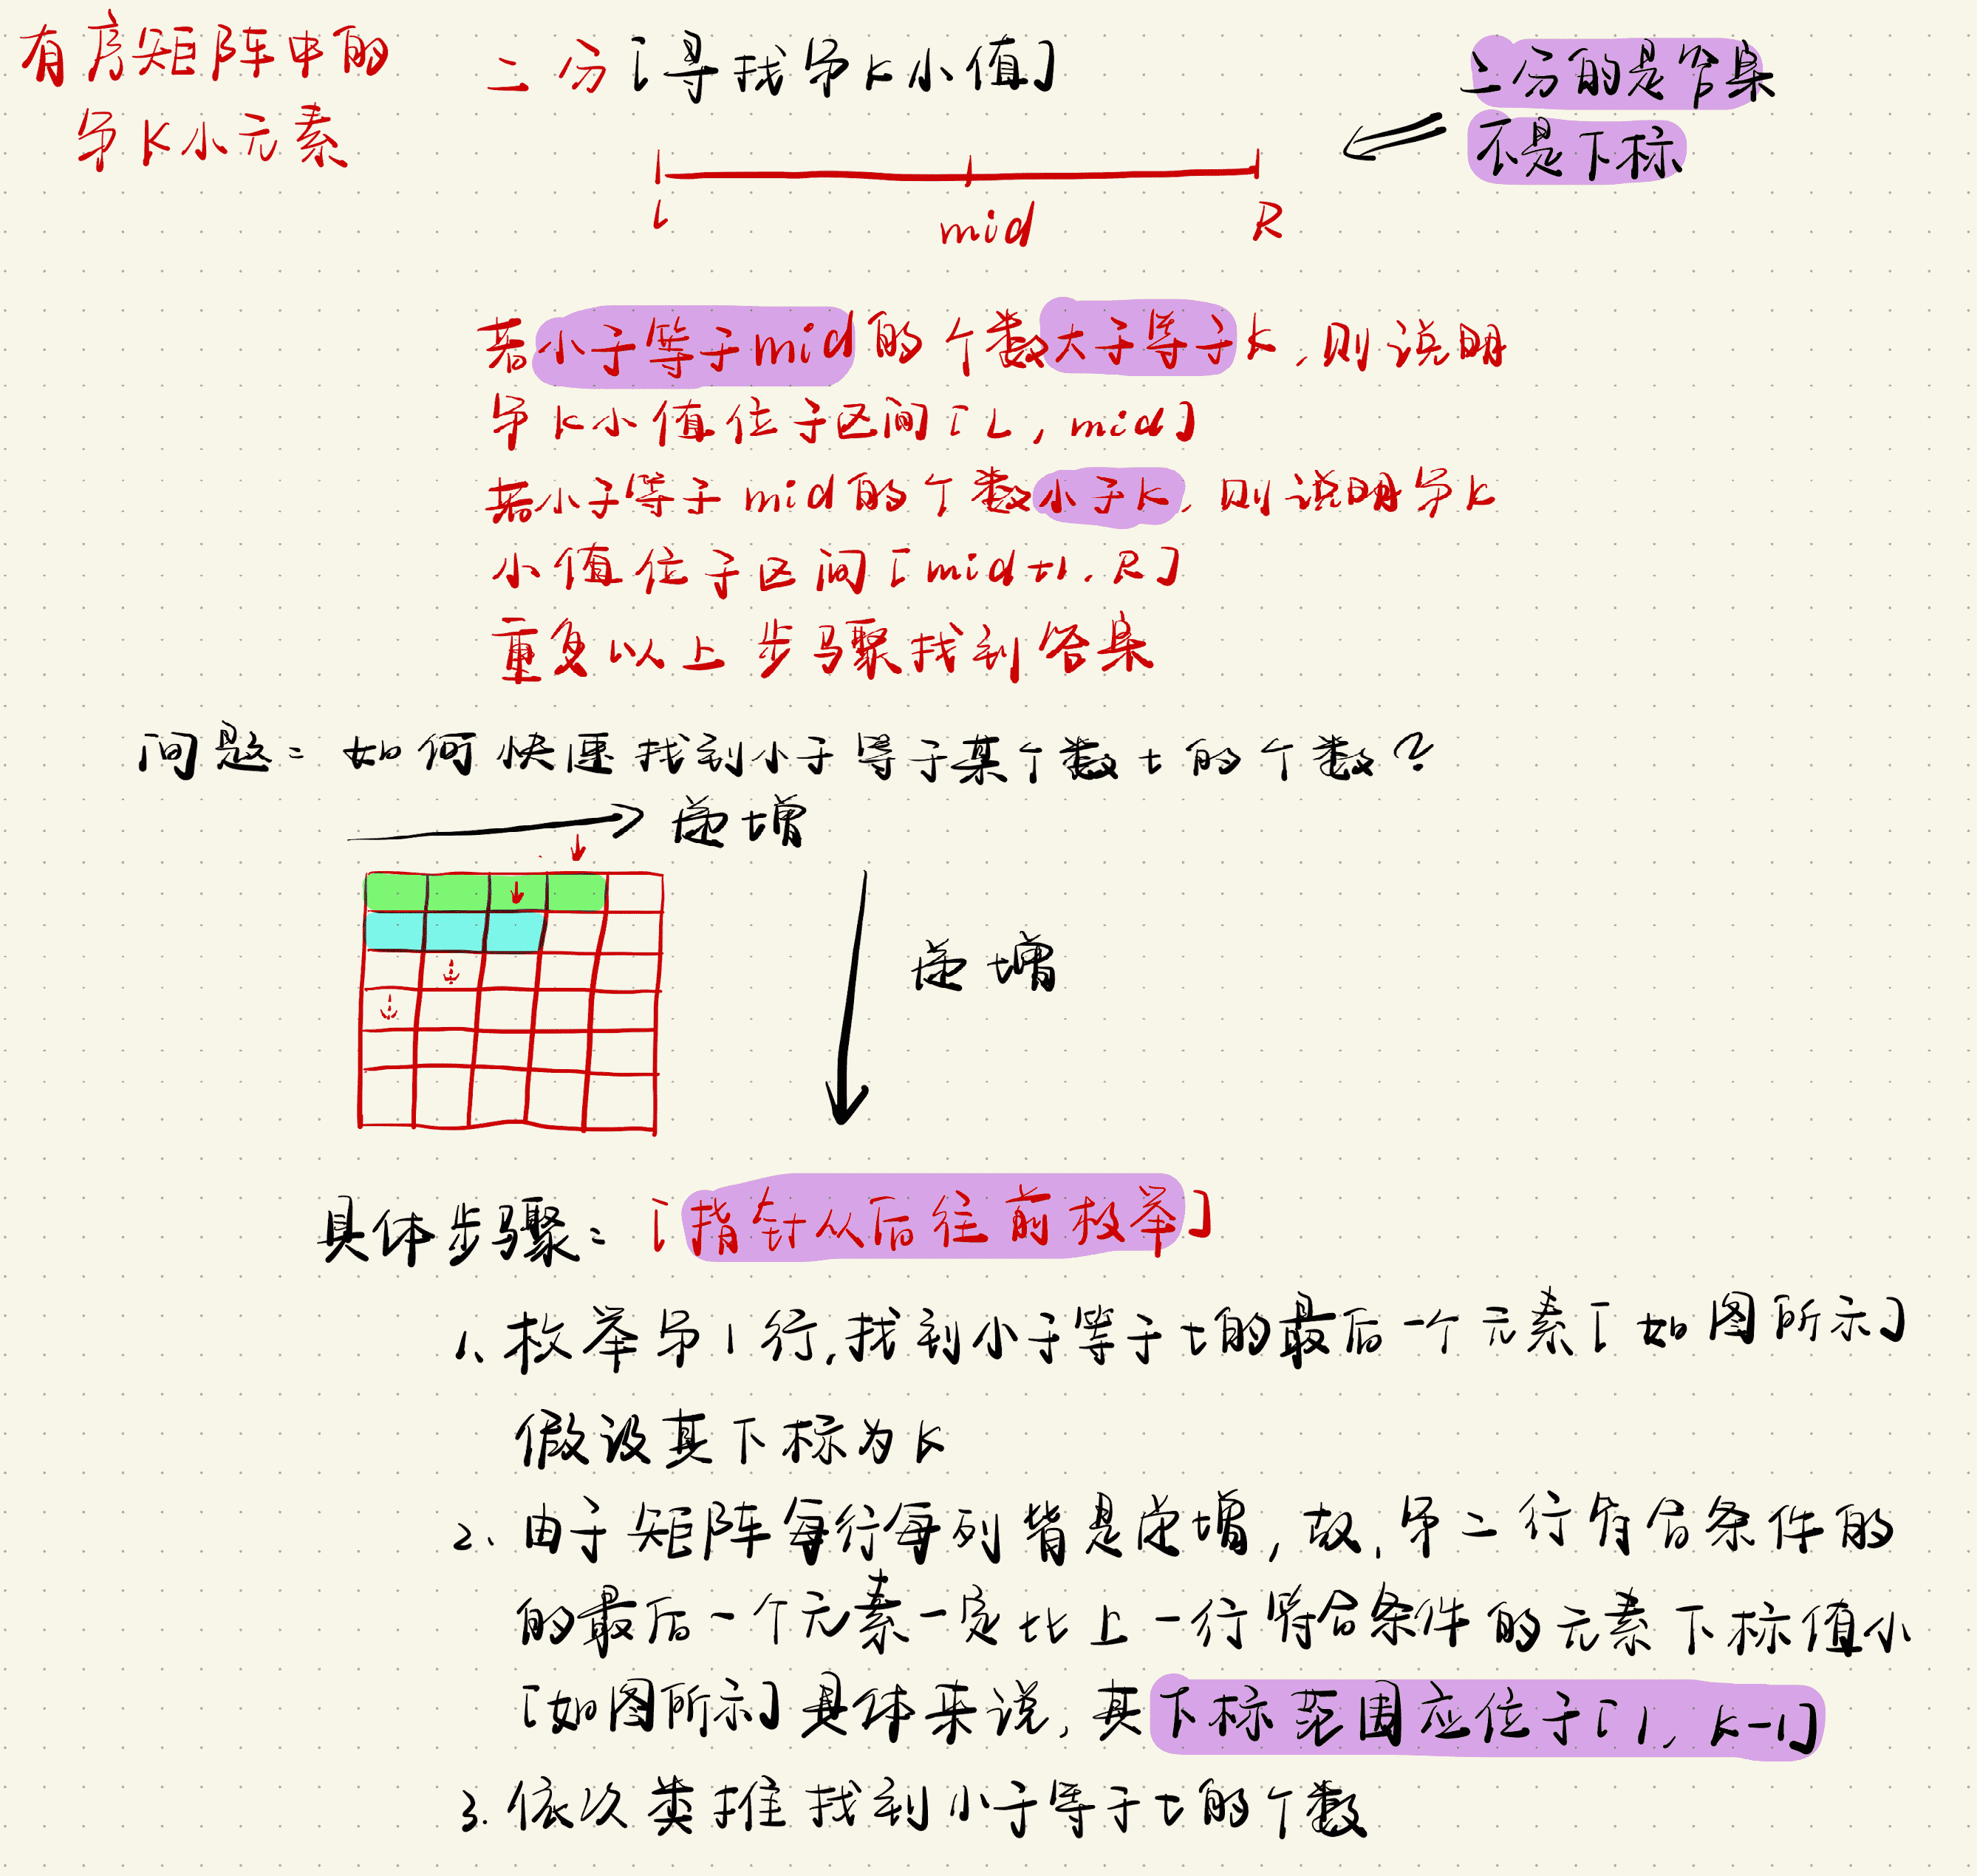 有序矩阵中的
第K小元素
二分[寻找第K小值]
二分的是答案
不是下标
L
mid
R
若小于等于mid的个数大于等于k,则说明
第k小值位于区间[L, mid]
若小于等于mid的个数小于k,则说明第k
小值位于区间[mid+1, R]
重复以上步骤找到答案
问题:如何快速找到小于等于某个数t的个数?
递增
递增
具体步骤:[指针从后往前枚举]
1、枚举第1行,找到小于等于t的最后一个元素[如图所示]
假设其下标为k
2、由于矩阵每行每列皆是递增,故,第二行符合条件的
的最后一个元素一定比上一行符合条件的元素下标值小
[如图所示]具体来说,其下标范围应位于[1, k-1]
3.依次类推找到小于等于t的个数